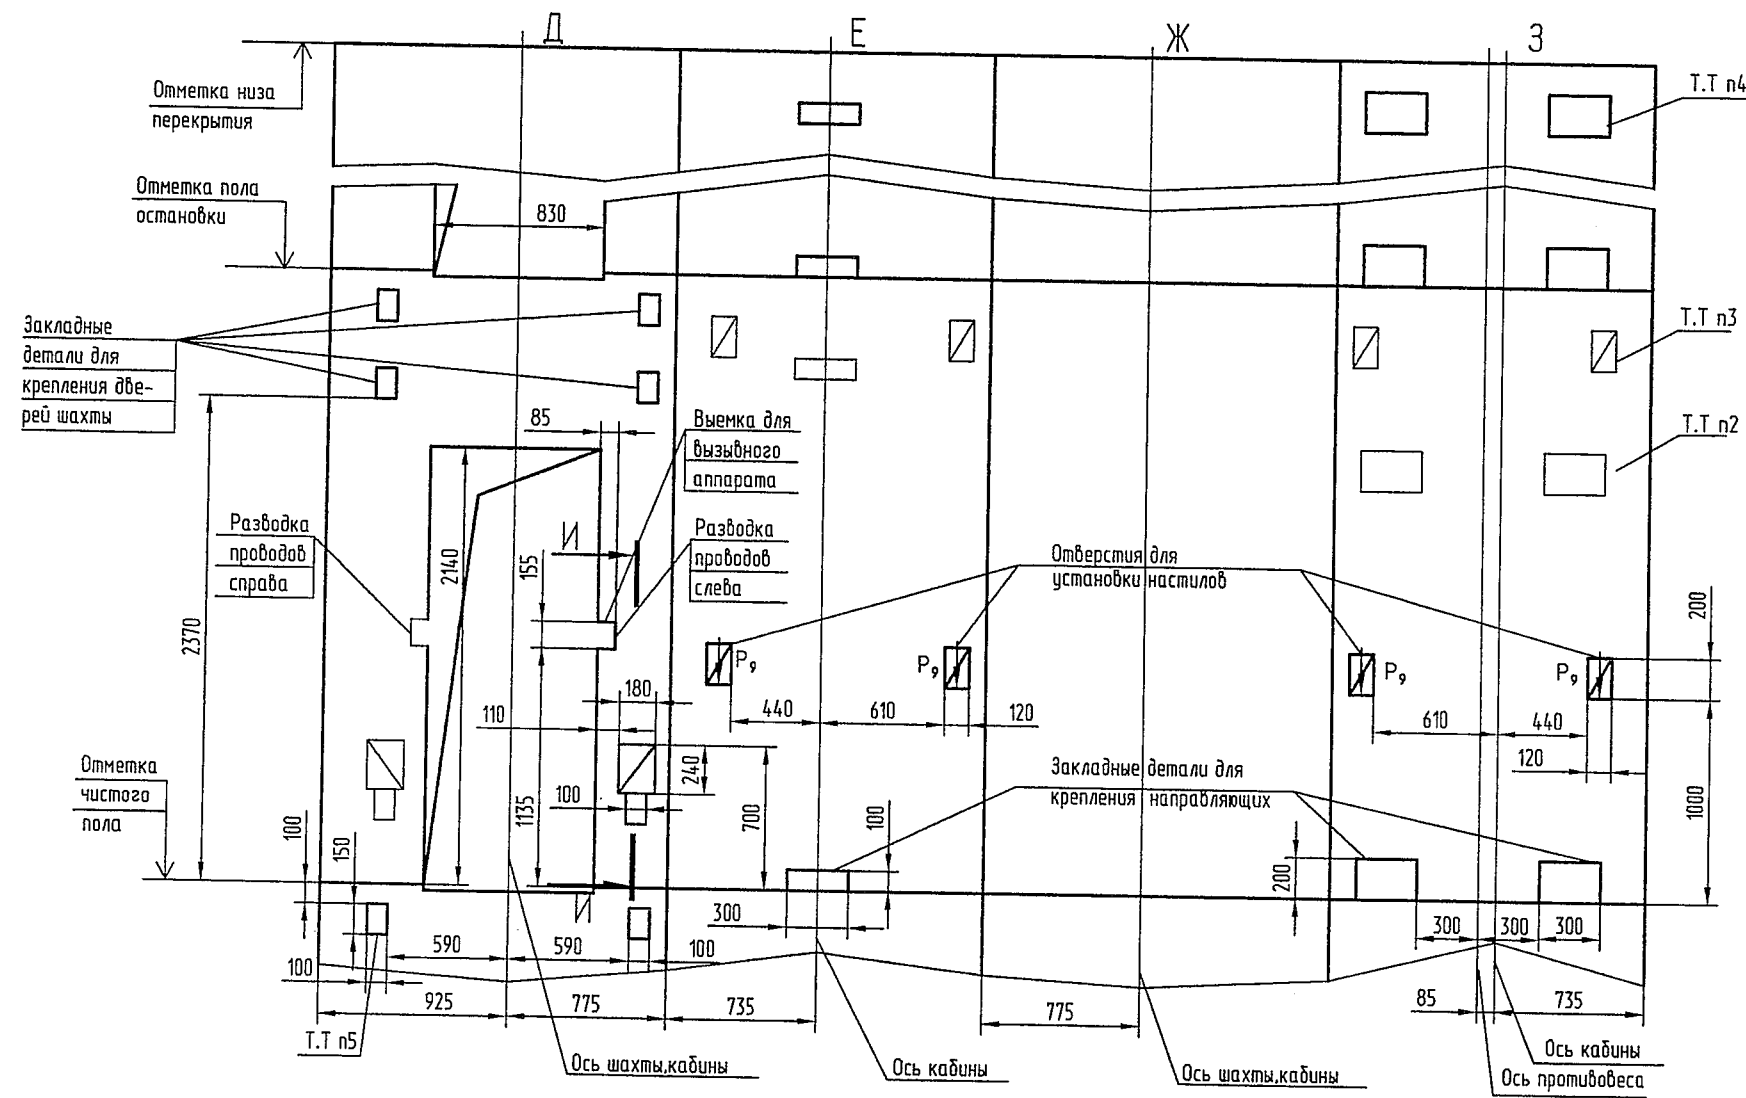 Д
Е
Ж
З
Отметка низа
перекрытия
Т.Т п4
Отметка пола
остановки
830
Закладные
детали для
крепления две-
рей шахты
Т.Т п3
85
Выемка для
вызывного
аппарата
Т.Т п2
Разводка
проводов
справа
2140
155
И
Разводка
проводов
слева
Отверстия для
установки настилов
2370
200
Р9
Р9
Р9
Р9
180
110
440
610
120
610
440
120
Отметка
чистого
пола
240
700
100
1135
Закладные детали для
крепления направляющих
100
1000
100
150
200
И
300
590
590
100
300
300
300
100
925
775
735
775
85
735
Т.Т п5
Ось шахты,кабины
Ось кабины
Ось шахты,кабины
Ось кабины
Ось противовеса